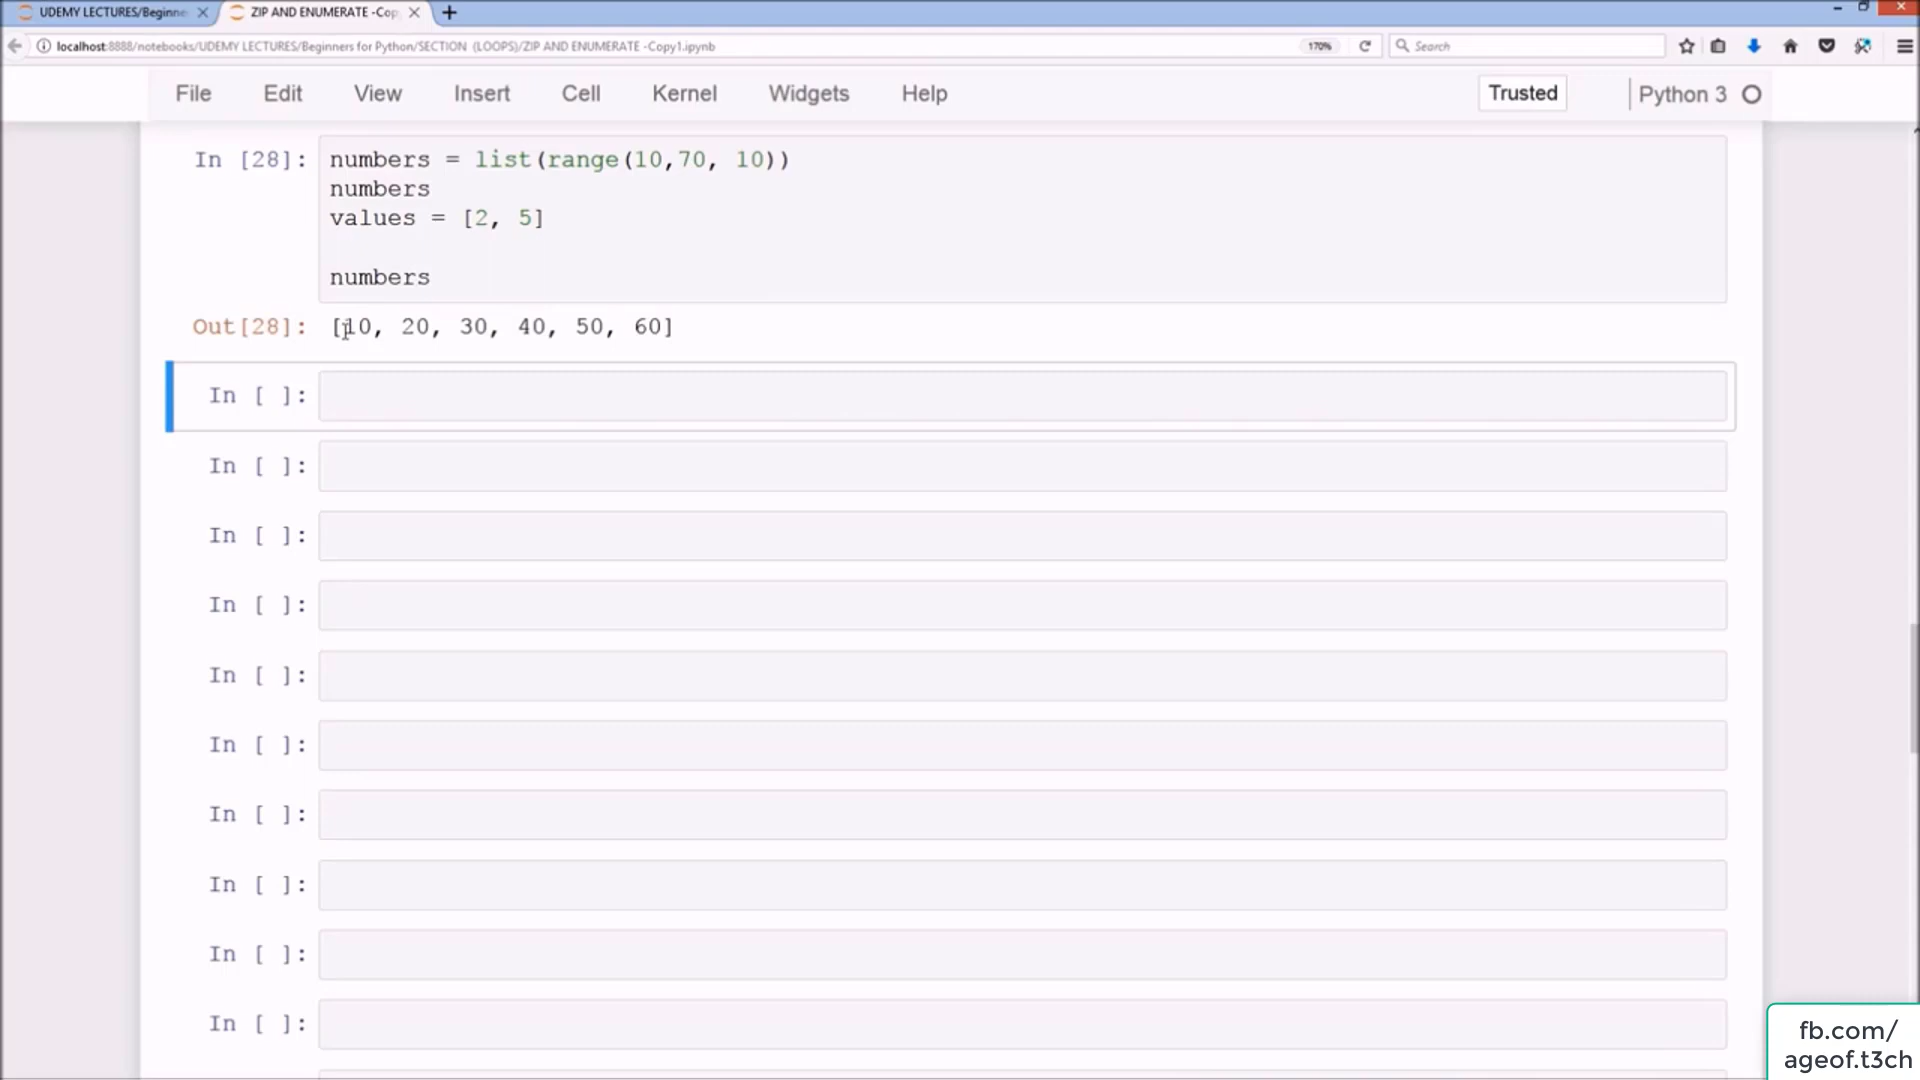 UDEMY LECTURES/Beginne
ZIP AND ENUMERATE -Cop
localhost:8888/notebooks/UDEMY LECTURES/Beginners for Python/SECTION (LOOPS)/ZIP AND ENUMERATE -Copy1.ipynb
170%
Search
File Edit View Insert Cell Kernel Widgets Help
Trusted
Python 3
In [28]:
numbers = list(range(10,70, 10))
numbers
values = [2, 5]
numbers
Out[28]: [10, 20, 30, 40, 50, 60]
In [ ]:
In [ ]:
In [ ]:
In [ ]:
In [ ]:
In [ ]:
In [ ]:
In [ ]:
In [ ]:
In [ ]:
fb.com/
ageof.t3ch